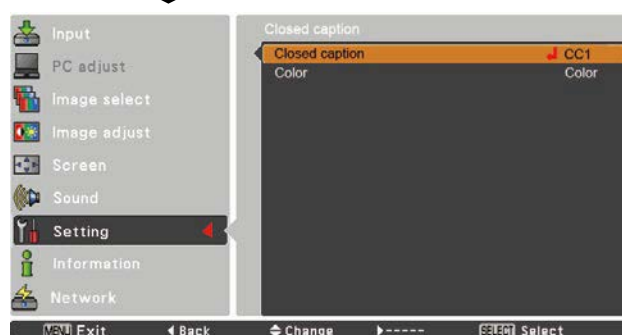 Input
PC adjust
Image select
Image adjust
Screen
Sound
Setting
Information
Network
Closed caption
Closed caption CC1
Color Color
MENU Exit Back Change ----- SELECT Select